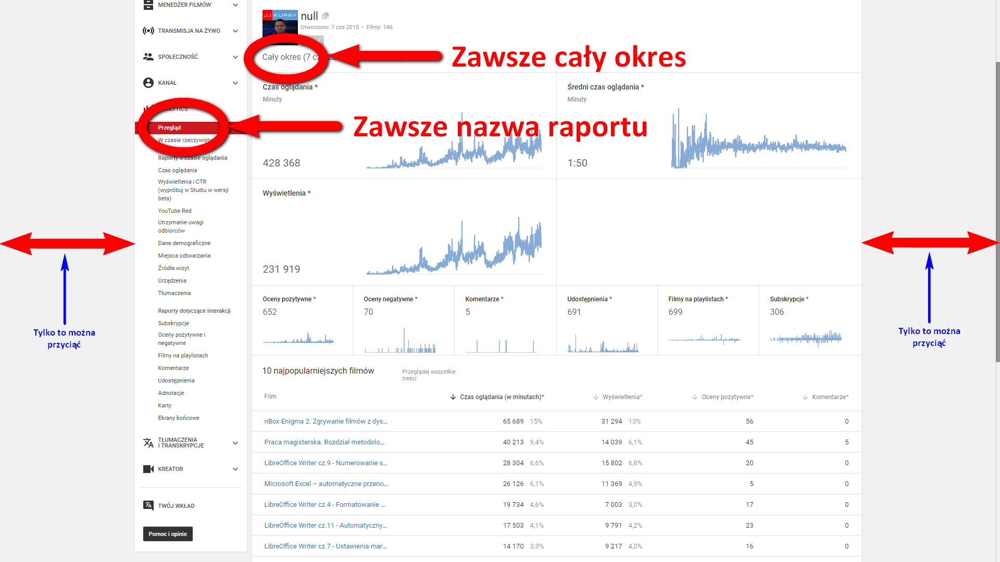 MENEDŻER FILMÓW
TRANSMISJA NA ŻYWO
SPOŁECZNOŚĆ
KANAŁ
ANALYTICS
Przegląd
W czasie
Raporty o czasie oglądania
Czas oglądania
Wyświetlenia i CTR
(wypróbuj w Studiu w wersji
beta)
YouTube Red
Utrzymanie uwagi
odbiorców
Dane demograficzne
Miejsca odtwarzania
Źródła wizyt
Urządzenia
Tłumaczenia
Raporty dotyczące interakcji
Subskrypcje
Oceny pozytywne i
negatywne
Filmy na playlistach
Komentarze
Udostępnienia
Adnotacje
Karty
Ekrany końcowe
TŁUMACZENIA
I TRANSKRYPCJE
KREATOR
TWÓJ WKŁAD
Pomoc i opinie
JJ KURSY
null
Utworzono: 7 cze 2015 • Filmy: 146
Cały okres (7
Zawsze cały okres
Zawsze nazwa raportu
Tylko to można
przyciąć
Tylko to można
przyciąć
Czas oglądania *
Minuty
428 368
Średni czas oglądania *
Minuty
1:50
Wyświetlenia *
231 919
Oceny pozytywne *
652
Oceny negatywne *
70
Komentarze *
5
Udostępnienia *
691
Filmy na playlistach *
699
Subskrypcje *
306
10 najpopularniejszych filmów
Przeglądaj wszystkie
treści
Film Czas oglądania (w minutach)* Wyświetlenia* Oceny pozytywne* Komentarze*
nBox Enigma 2. Zgrywanie filmów z dys... 65 689 15% 31 294 13% 56 0
Praca magisterska. Rozdział metodolo... 40 213 9,4% 14 039 6,1% 45 5
LibreOffice Writer cz.9 - Numerowanie s... 28 304 6,6% 15 802 6,8% 20 0
Microsoft Excel – automatyczne przeno... 26 126 6,1% 11 369 4,9% 5 0
LibreOffice Writer cz.4 - Formatowanie ... 19 734 4,6% 7 003 3,0% 17 0
LibreOffice Writer cz.11 - Automatyczny... 17 503 4,1% 9 791 4,2% 23 0
LibreOffice Writer cz.7 - Ustawienia mar... 14 170 3,3% 9 217 4,0% 16 0